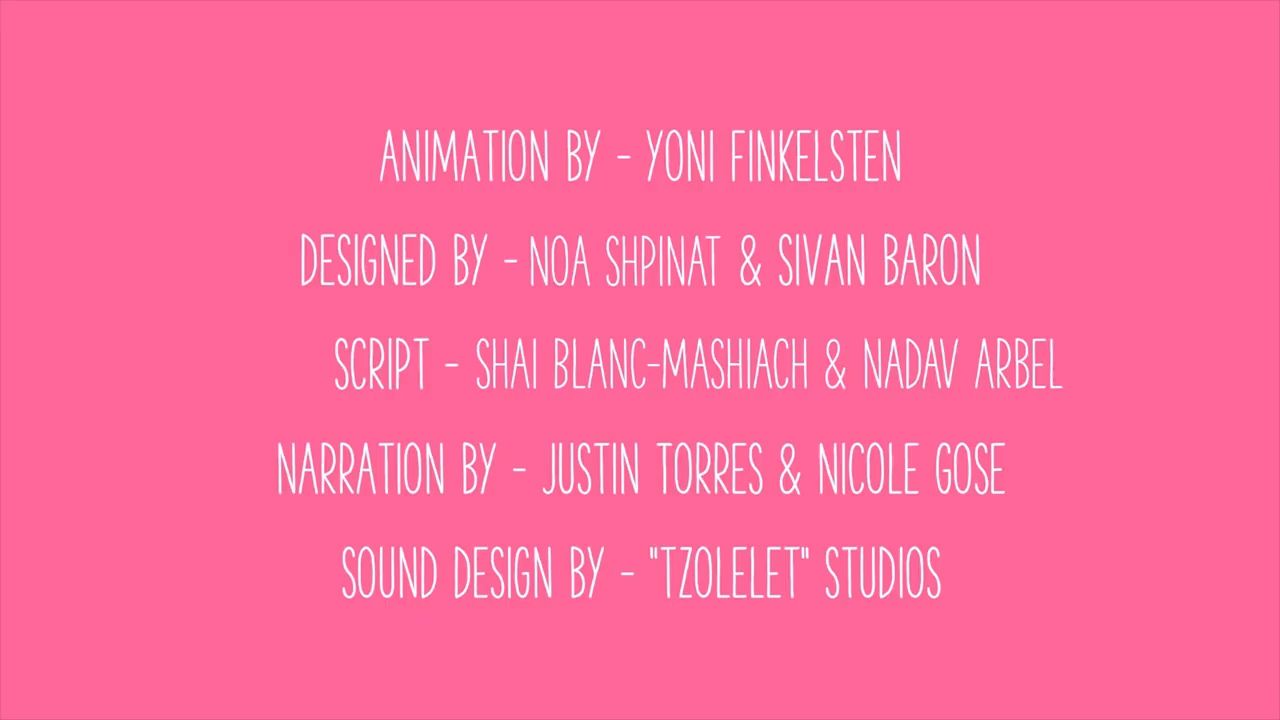 ANIMATION BY - YONI FINKELSTEN
DESIGNED BY - NOA SHPINAT & SIVAN BARON
SCRIPT - SHAI BLANC-MASHIACH & NADAV ARBEL
NARRATION BY - JUSTIN TORRES & NICOLE GOSE
SOUND DESIGN BY - "TZOLELET" STUDIOS